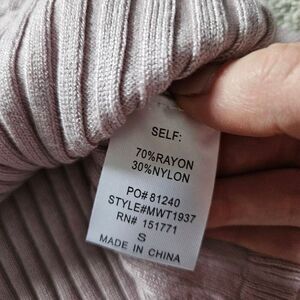 SELF:
70%RAYON
30%NYLON
PO# 81240
STYLE#MWT1937
RN# 151771
S
MADE IN CHINA